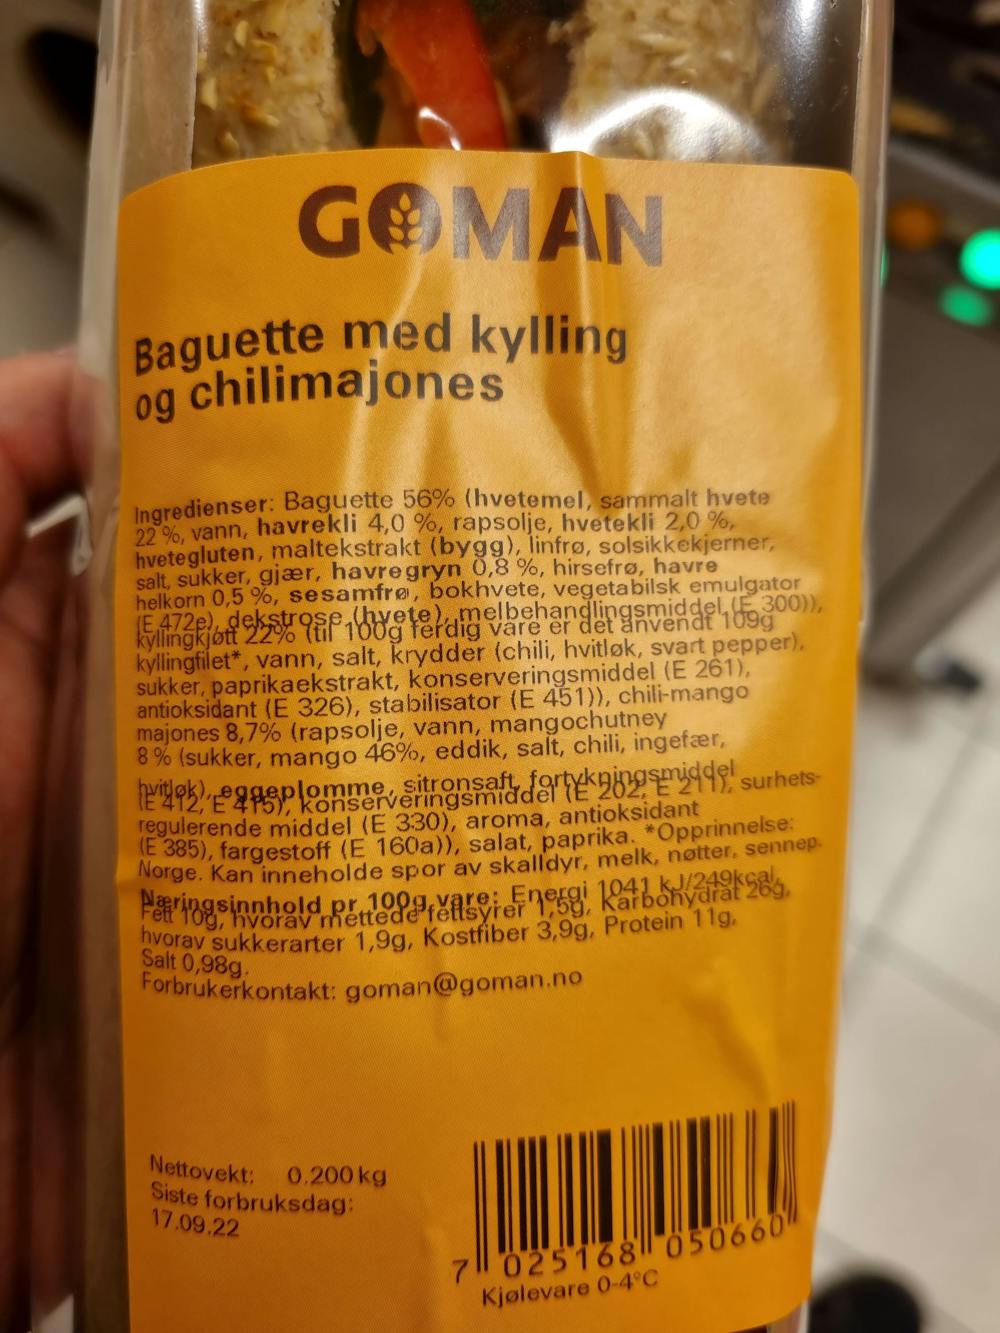 GOMAN
Baguette med kylling
og chilimajones
Ingredienser: Baguette 56% (hvetemel, sammalt hvete
22 %, vann, havrekli 4,0 %, rapsolje, hvetekli 2,0 %,
hvetegluten, maltekstrakt (bygg), linfrø, solsikkekjerner,
salt, sukker, gjær, havregryn 0,8 %, hirsefrø, havre
helkorn 0,5 %, sesamfrø, bokhvete, vegetabilsk emulgator
(E 472e), dekstrose (hvete), melbehandlingsmiddel (E 300)),
kyllingkjøtt 22% (til 100g ferdig vare er det anvendt 109g
kyllingfilet*, vann, salt, krydder (chili, hvitløk, svart pepper),
sukker, paprikaekstrakt, konserveringsmiddel (E 261),
antioksidant (E 326), stabilisator (E 451)), chili-mango
majones 8,7% (rapsolje, vann, mangochutney
8 % (sukker, mango 46%, eddik, salt, chili, ingefær,
hvitløk), eggeplomme, sitronsaft, fortykningsmiddel
(E 412, E 415), konserveringsmiddel (E 202, E 211), surhets-
regulerende middel (E 330), aroma, antioksidant
(E 385), fargestoff (E 160a)), salat, paprika. *Opprinnelse:
Norge. Kan inneholde spor av skalldyr, melk, nøtter, sennep.
Næringsinnhold pr 100g vare: Energi 1041 kJ/249kcal,
Fett 10g, hvorav mettede fettsyrer 1,5g, Karbohydrat 26g,
hvorav sukkerarter 1,9g, Kostfiber 3,9g, Protein 11g,
Salt 0,98g.
Forbrukerkontakt: goman@goman.no
Nettovekt: 0.200 kg
Siste forbruksdag:
17.09.22
7 025168 050660
Kjølevare 0-4°C